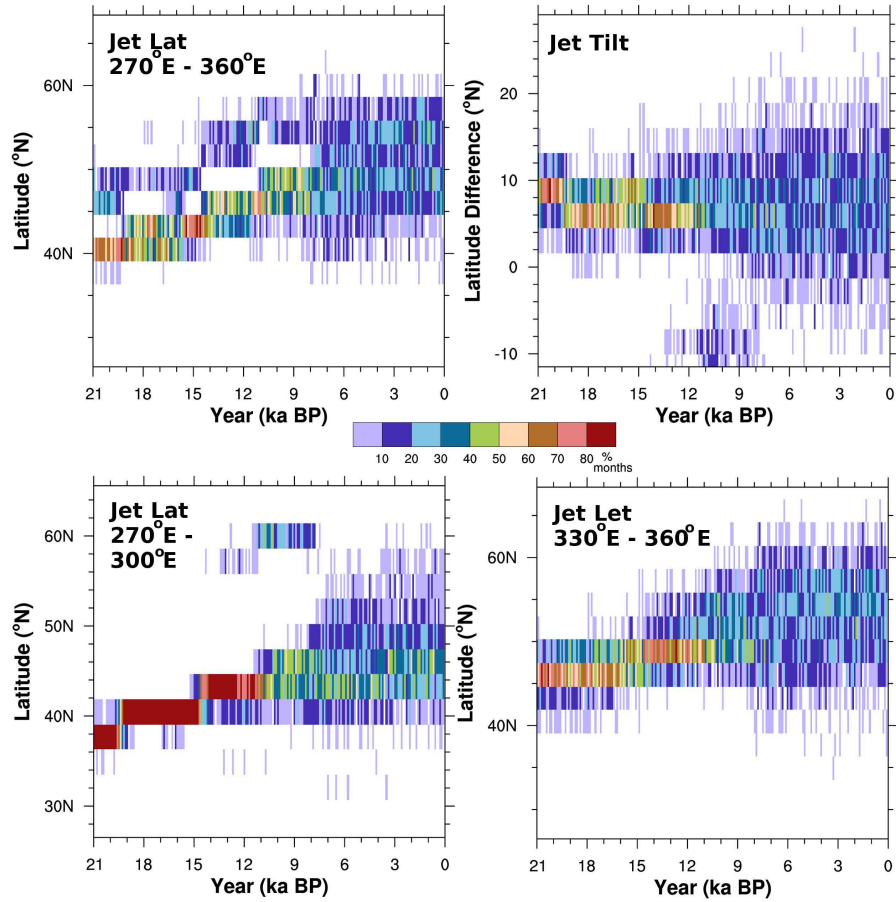 Jet Lat
270°E - 360°E
60N
40N
Latitude (°N)
21 18 15 12 9 6 3 0
Year (ka BP)
Jet Tilt
20
10
0
-10
Latitude Difference (°N)
21 18 15 12 9 6 3 0
Year (ka BP)
10 20 30 40 50 60 70 80 %
months
Jet Lat
270°E -
300°E
60N
50N
40N
30N
Latitude (°N)
21 18 15 12 9 6 3 0
Year (ka BP)
Jet Let
330°E - 360°E
60N
40N
Latitude (°N)
21 18 15 12 9 6 3 0
Year (ka BP)